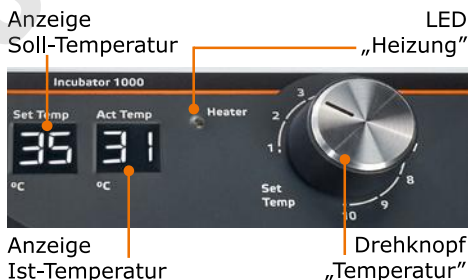 Anzeige
Soll-Temperatur
LED
„Heizung”
Incubator 1000
Set Temp
Act Temp
Heater
35
31
°C
°C
Set
Temp
1
2
3
8
9
10
Anzeige
Ist-Temperatur
Drehknopf
„Temperatur”